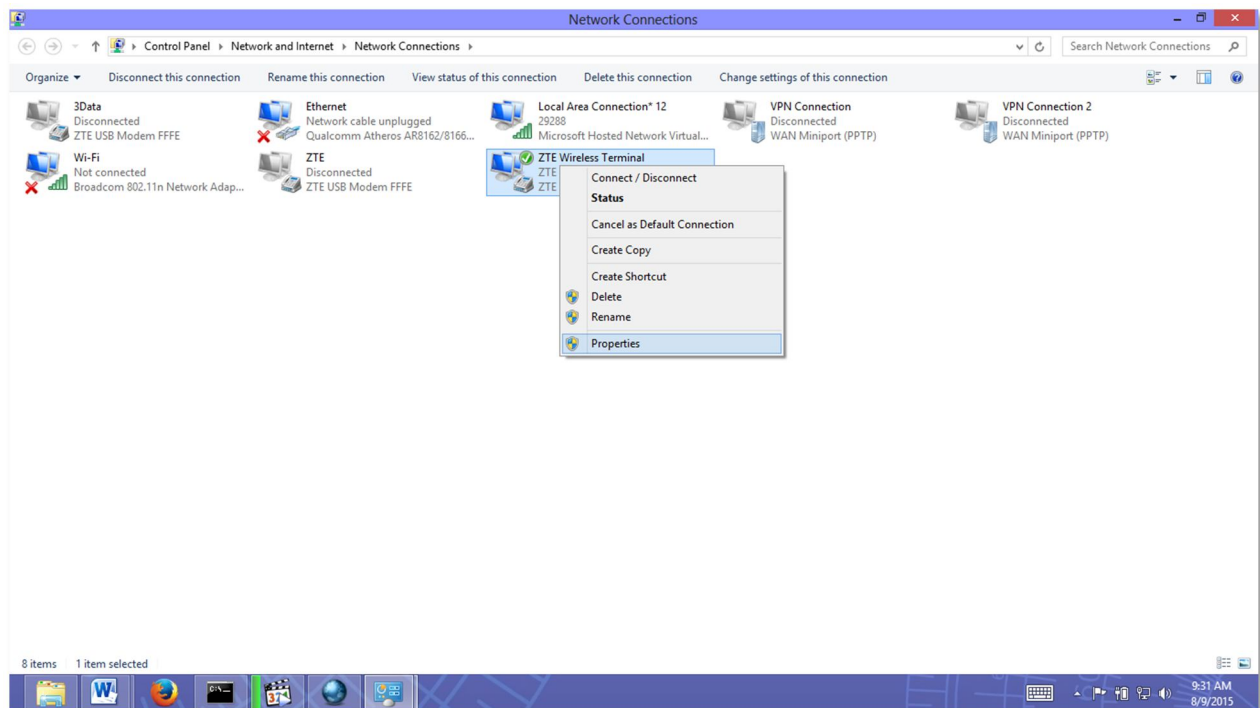 Network Connections
Control Panel Network and Internet Network Connections
Search Network Connections
Organize Disconnect this connection Rename this connection View status of this connection Delete this connection Change settings of this connection
3Data
Disconnected
ZTE USB Modem FFFE
Ethernet
Network cable unplugged
Qualcomm Atheros AR8162/8166...
Local Area Connection* 12
29288
Microsoft Hosted Network Virtual...
VPN Connection
Disconnected
WAN Miniport (PPTP)
VPN Connection 2
Disconnected
WAN Miniport (PPTP)
Wi-Fi
Not connected
Broadcom 802.11n Network Adap...
ZTE
Disconnected
ZTE USB Modem FFFE
ZTE Wireless Terminal
ZTE
ZTE
Connect / Disconnect
Status
Cancel as Default Connection
Create Copy
Create Shortcut
Delete
Rename
Properties
8 items 1 item selected
W
C:\_
37
9:31 AM
8/9/2015